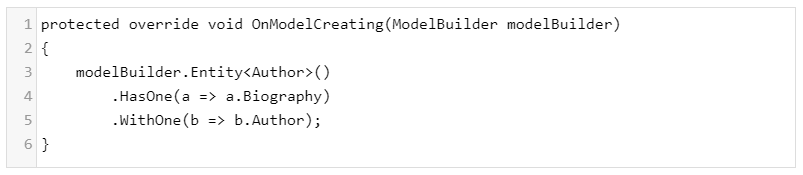 1 protected override void OnModelCreating(ModelBuilder modelBuilder)
2 {
3     modelBuilder.Entity<Author>()
4         .HasOne(a => a.Biography)
5         .WithOne(b => b.Author);
6 }